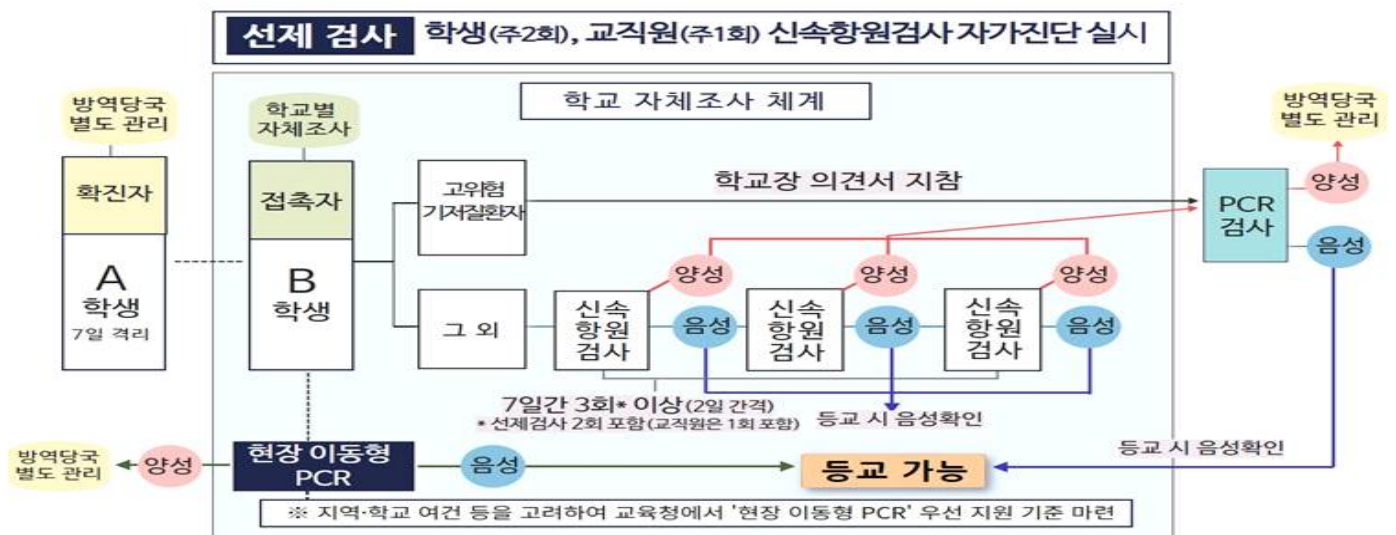 선제 검사 학생(주2회), 교직원(주1회) 신속항원검사 자가진단 실시
학교 자체조사 체계
방역당국
별도 관리
확진자
A
학생
7일 격리
학교별
자체조사
접촉자
B
학생
고위험
기저질환자
학교장 의견서 지참
PCR
검사
양성
방역당국
별도 관리
음성
그 외
신속
항원
검사
양성
음성
신속
항원
검사
양성
음성
신속
항원
검사
양성
음성
7일간 3회* 이상(2일 간격)
* 선제검사 2회 포함(교직원은 1회 포함)
등교 시 음성확인
등교 시 음성확인
방역당국
별도 관리
양성
현장 이동형
PCR
음성
등교 가능
※ 지역·학교 여건 등을 고려하여 교육청에서 '현장 이동형 PCR' 우선 지원 기준 마련